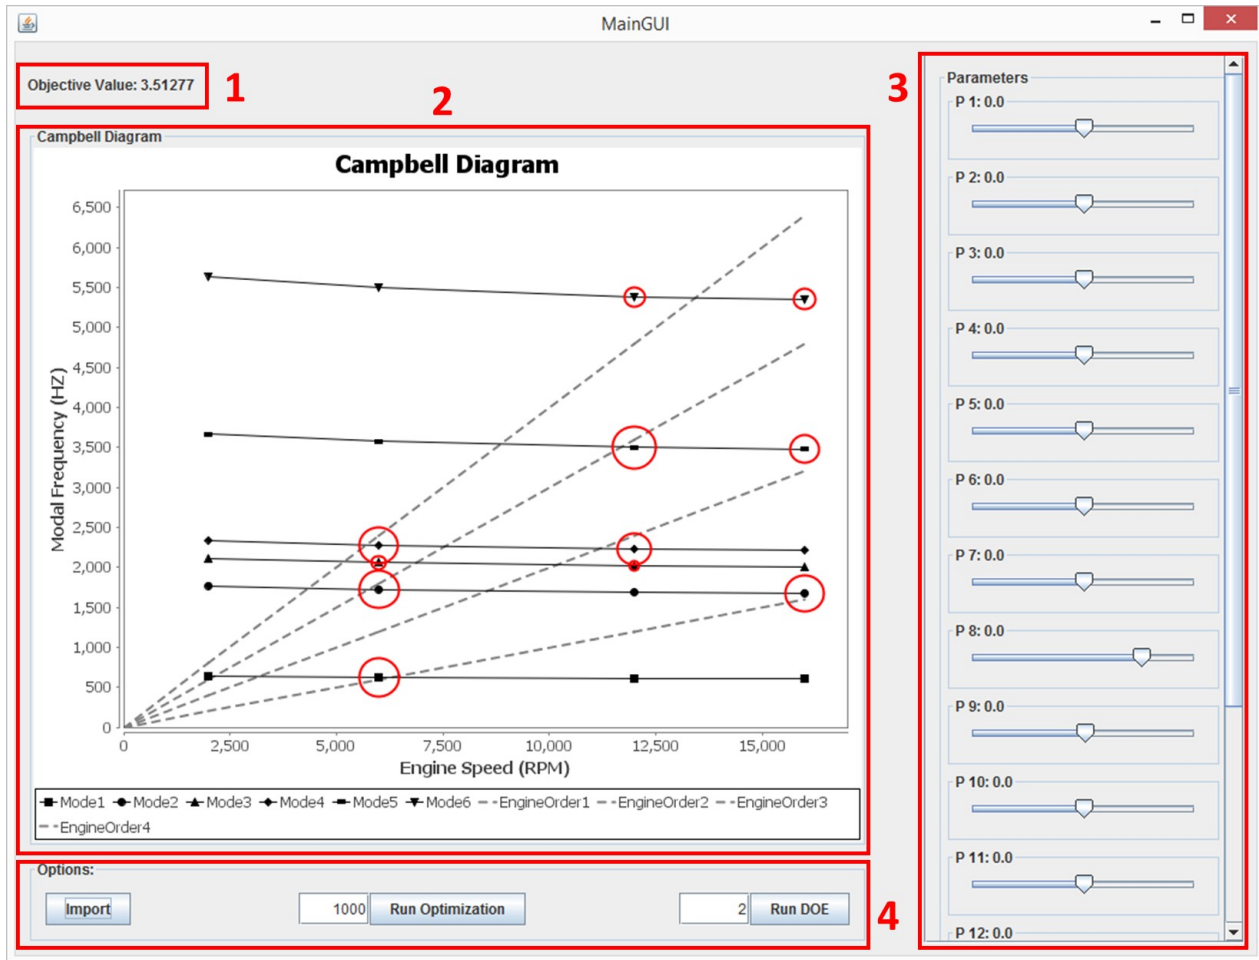 MainGUI
Objective Value: 3.51277
1
2
3
Campbell Diagram
Campbell Diagram
6,500
6,000
5,500
5,000
4,500
4,000
3,500
3,000
2,500
2,000
1,500
1,000
500
0
Modal Frequency (HZ)
0 2,500 5,000 7,500 10,000 12,500 15,000
Engine Speed (RPM)
Mode1 Mode2 Mode3 Mode4 Mode5 Mode6 EngineOrder1 EngineOrder2 EngineOrder3
EngineOrder4
Options:
Import 1000 Run Optimization 2 Run DOE
4
Parameters
P 1: 0.0
P 2: 0.0
P 3: 0.0
P 4: 0.0
P 5: 0.0
P 6: 0.0
P 7: 0.0
P 8: 0.0
P 9: 0.0
P 10: 0.0
P 11: 0.0
P 12: 0.0